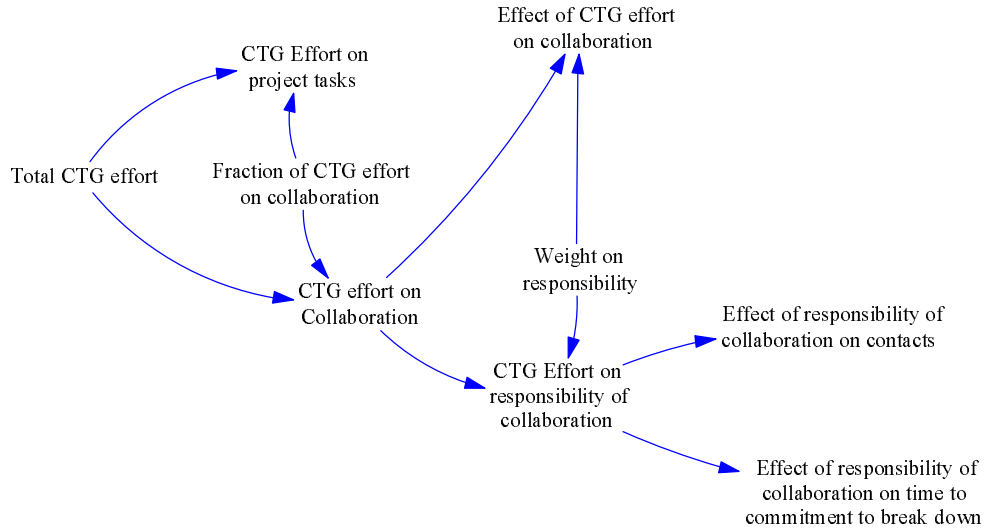 Effect of CTG effort
on collaboration
CTG Effort on
project tasks
Total CTG effort
Fraction of CTG effort
on collaboration
Weight on
responsibility
CTG effort on
Collaboration
Effect of responsibility of
collaboration on contacts
CTG Effort on
responsibility of
collaboration
Effect of responsibility of
collaboration on time to
commitment to break down